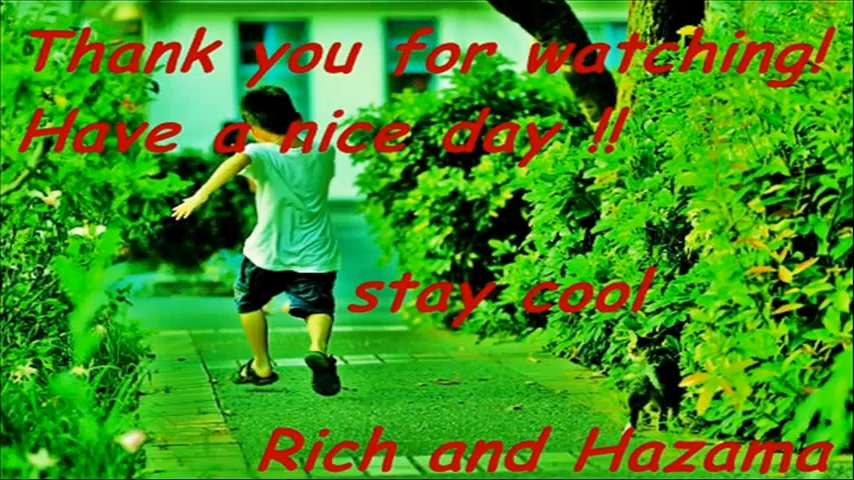 Thank you for watching!
Have a nice day !!
stay cool
Rich and Hazama